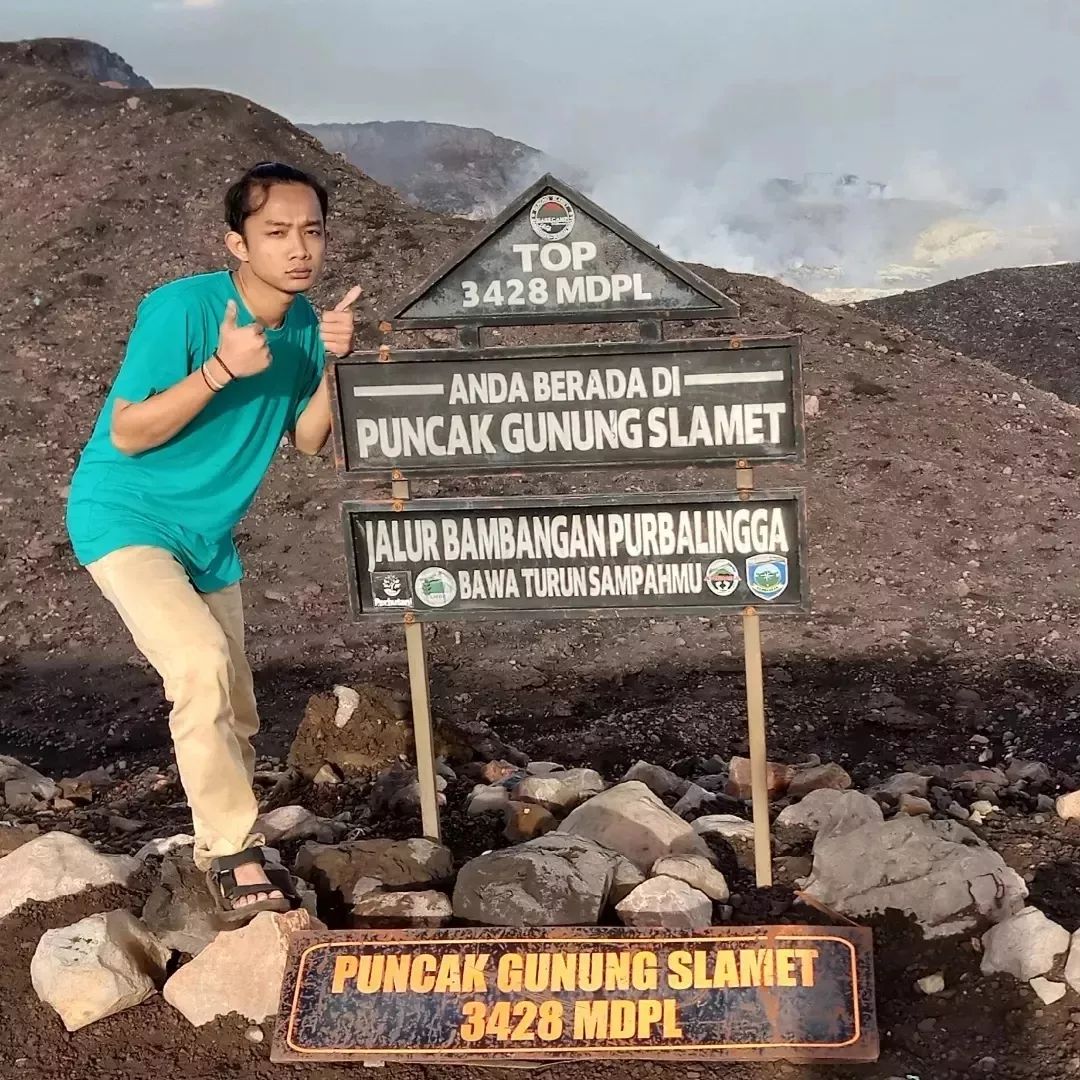 BASECAMP
TOP
3428 MDPL
ANDA BERADA DI
PUNCAK GUNUNG SLAMET
JALUR BAMBANGAN PURBALINGGA
BAWA TURUN SAMPAHMU
PUNCAK GUNUNG SLAMET
3428 MDPL